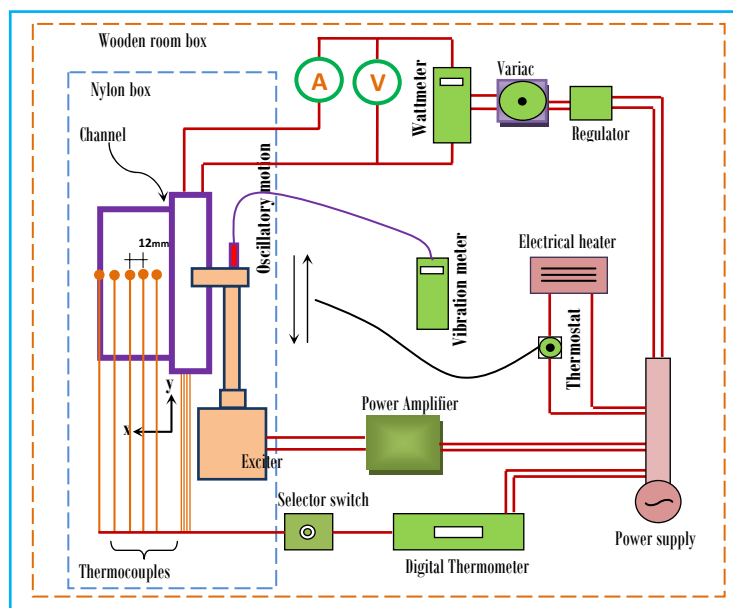 Wooden room box
Nylon box
Channel
12mm
A
V
Wattmeter
Variac
Regulator
Oscillatory motion
Vibration meter
Electrical heater
Thermostat
y
x
Exciter
Power Amplifier
Selector switch
Digital Thermometer
Power supply
Thermocouples